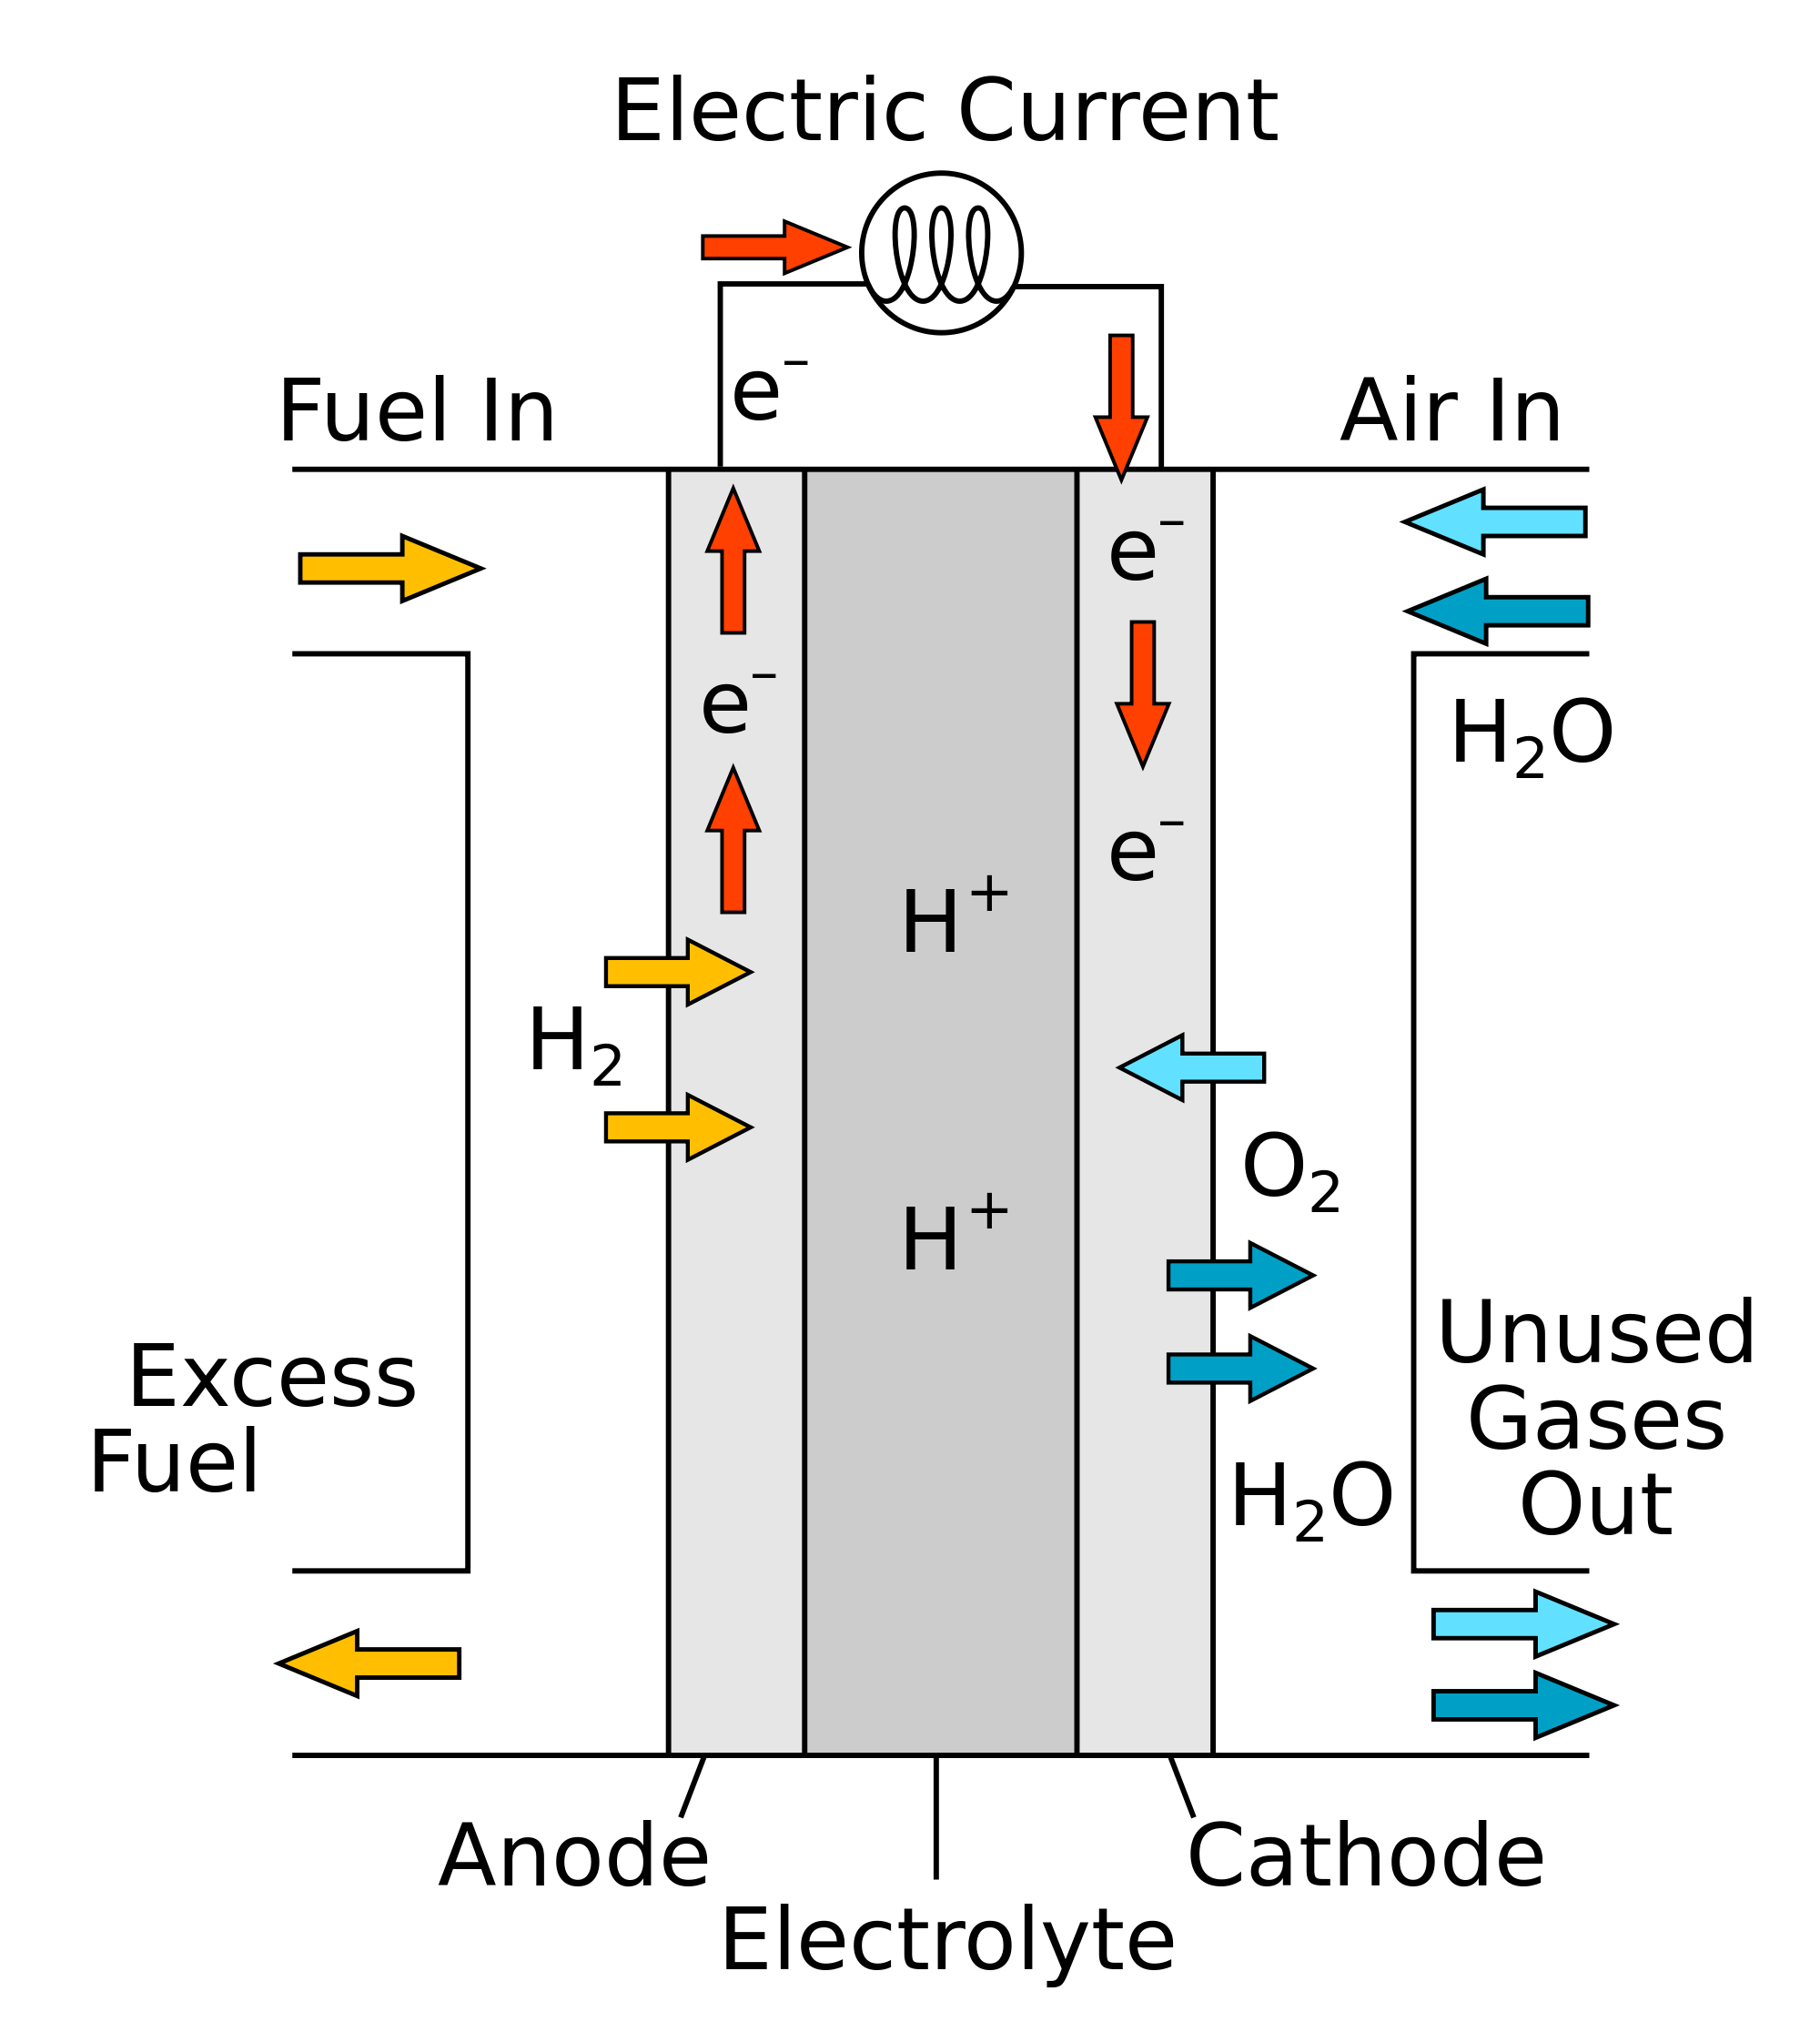 Electric Current
e⁻
Fuel In
Air In
e⁻
e⁻
H₂O
e⁻
H⁺
H₂
O₂
H⁺
Unused
Gases
Out
Excess
Fuel
H₂O
Anode
Cathode
Electrolyte